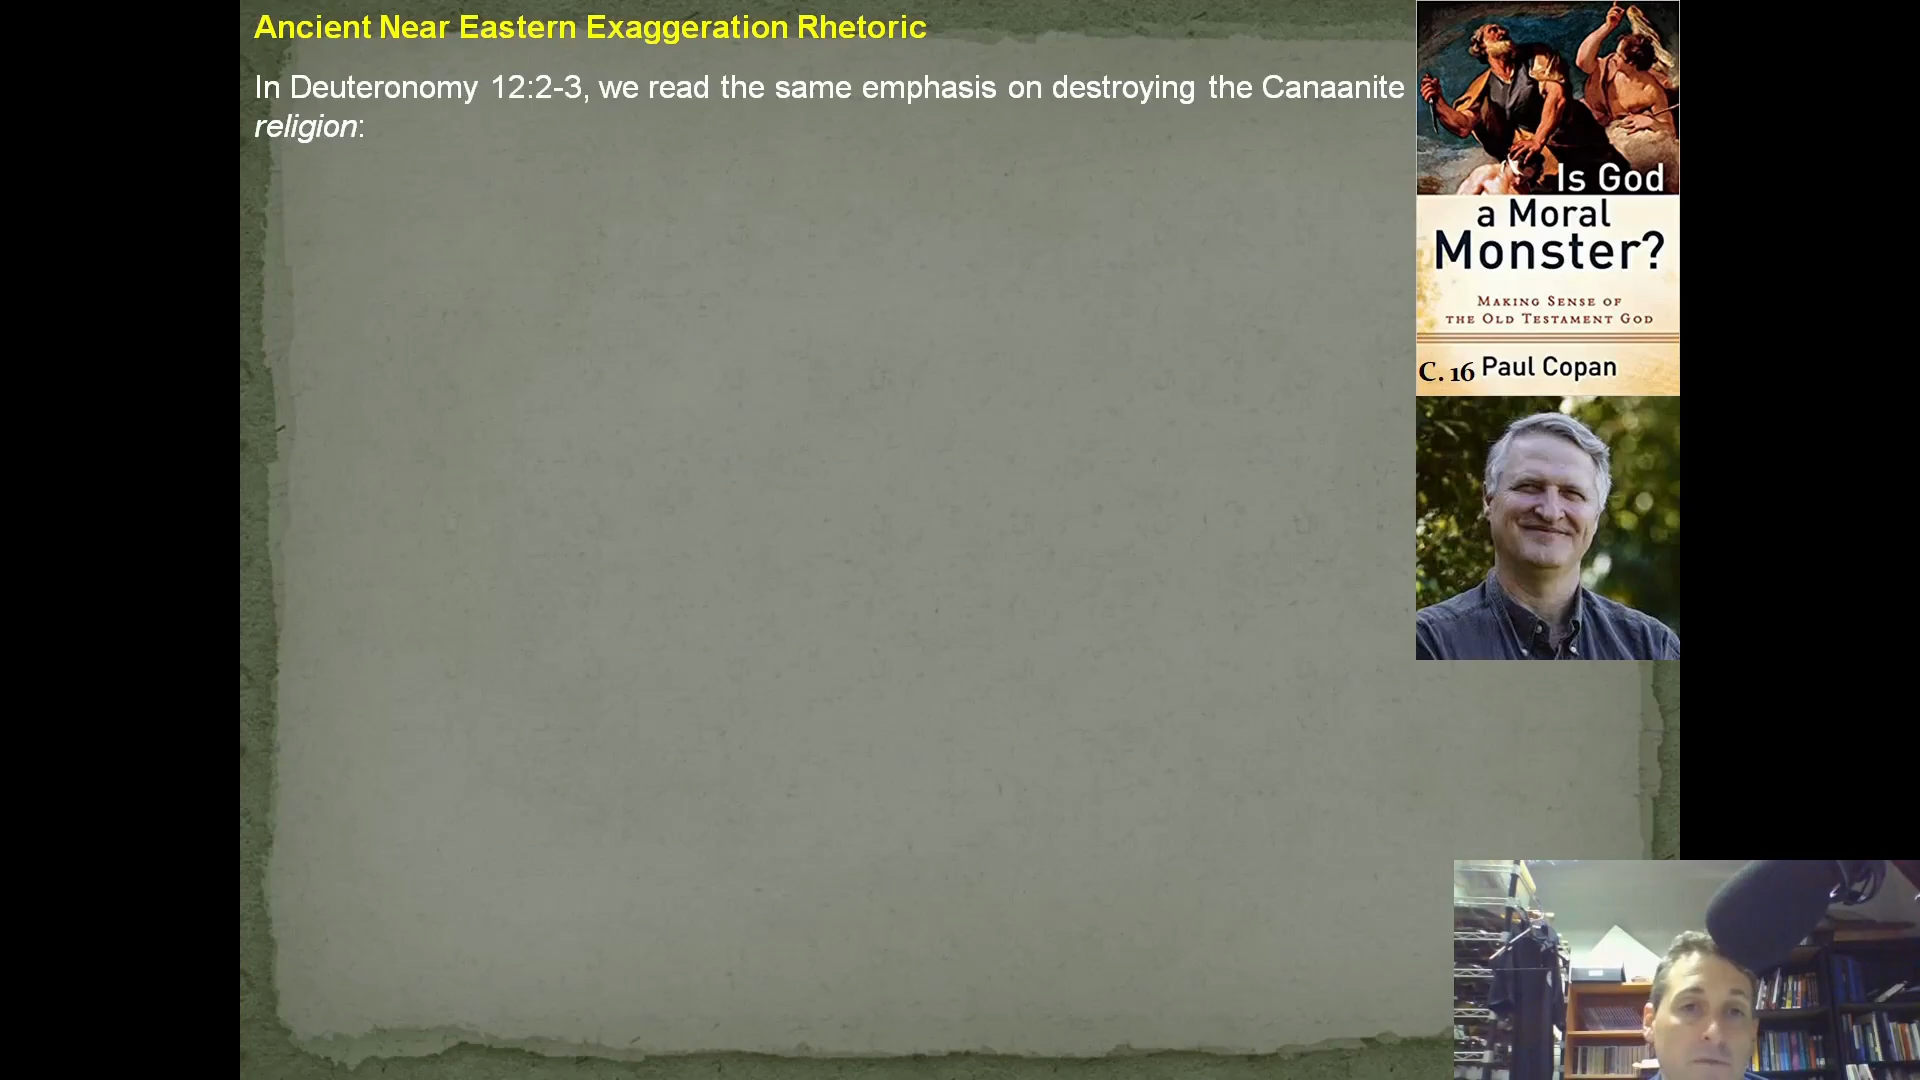 Ancient Near Eastern Exaggeration Rhetoric
In Deuteronomy 12:2-3, we read the same emphasis on destroying the Canaanite
religion:
Is God
a Moral
Monster?
Making Sense of
the Old Testament God
C. 16 Paul Copan